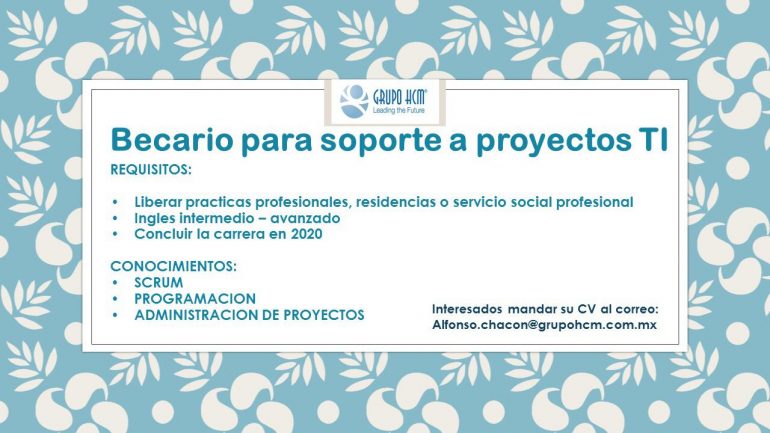 GRUPO HCM®
Leading the Future
Becario para soporte a proyectos TI
REQUISITOS:
• Liberar practicas profesionales, residencias o servicio social profesional
• Ingles intermedio – avanzado
• Concluir la carrera en 2020
CONOCIMIENTOS:
• SCRUM
• PROGRAMACION
• ADMINISTRACION DE PROYECTOS
Interesados mandar su CV al correo:
Alfonso.chacon@grupohcm.com.mx